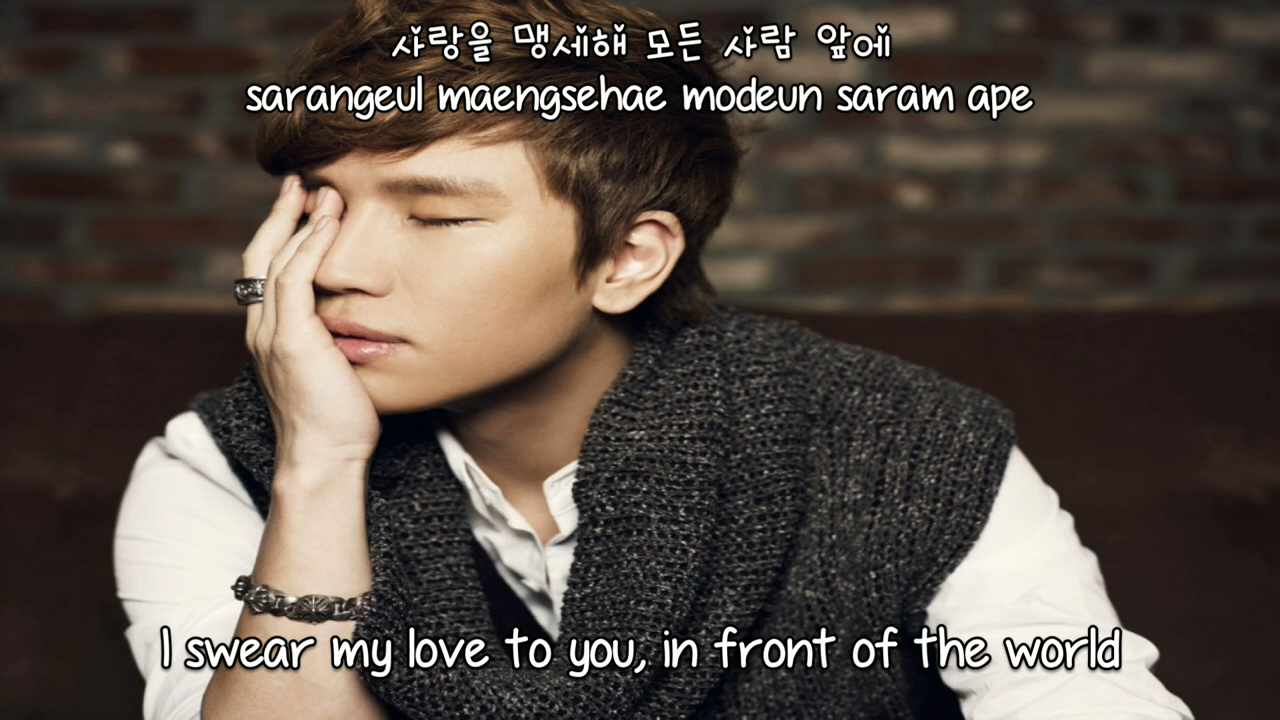 사랑을 맹세해 모든 사람 앞에
sarangeul maengsehae modeun saram ape
I swear my love to you, in front of the world